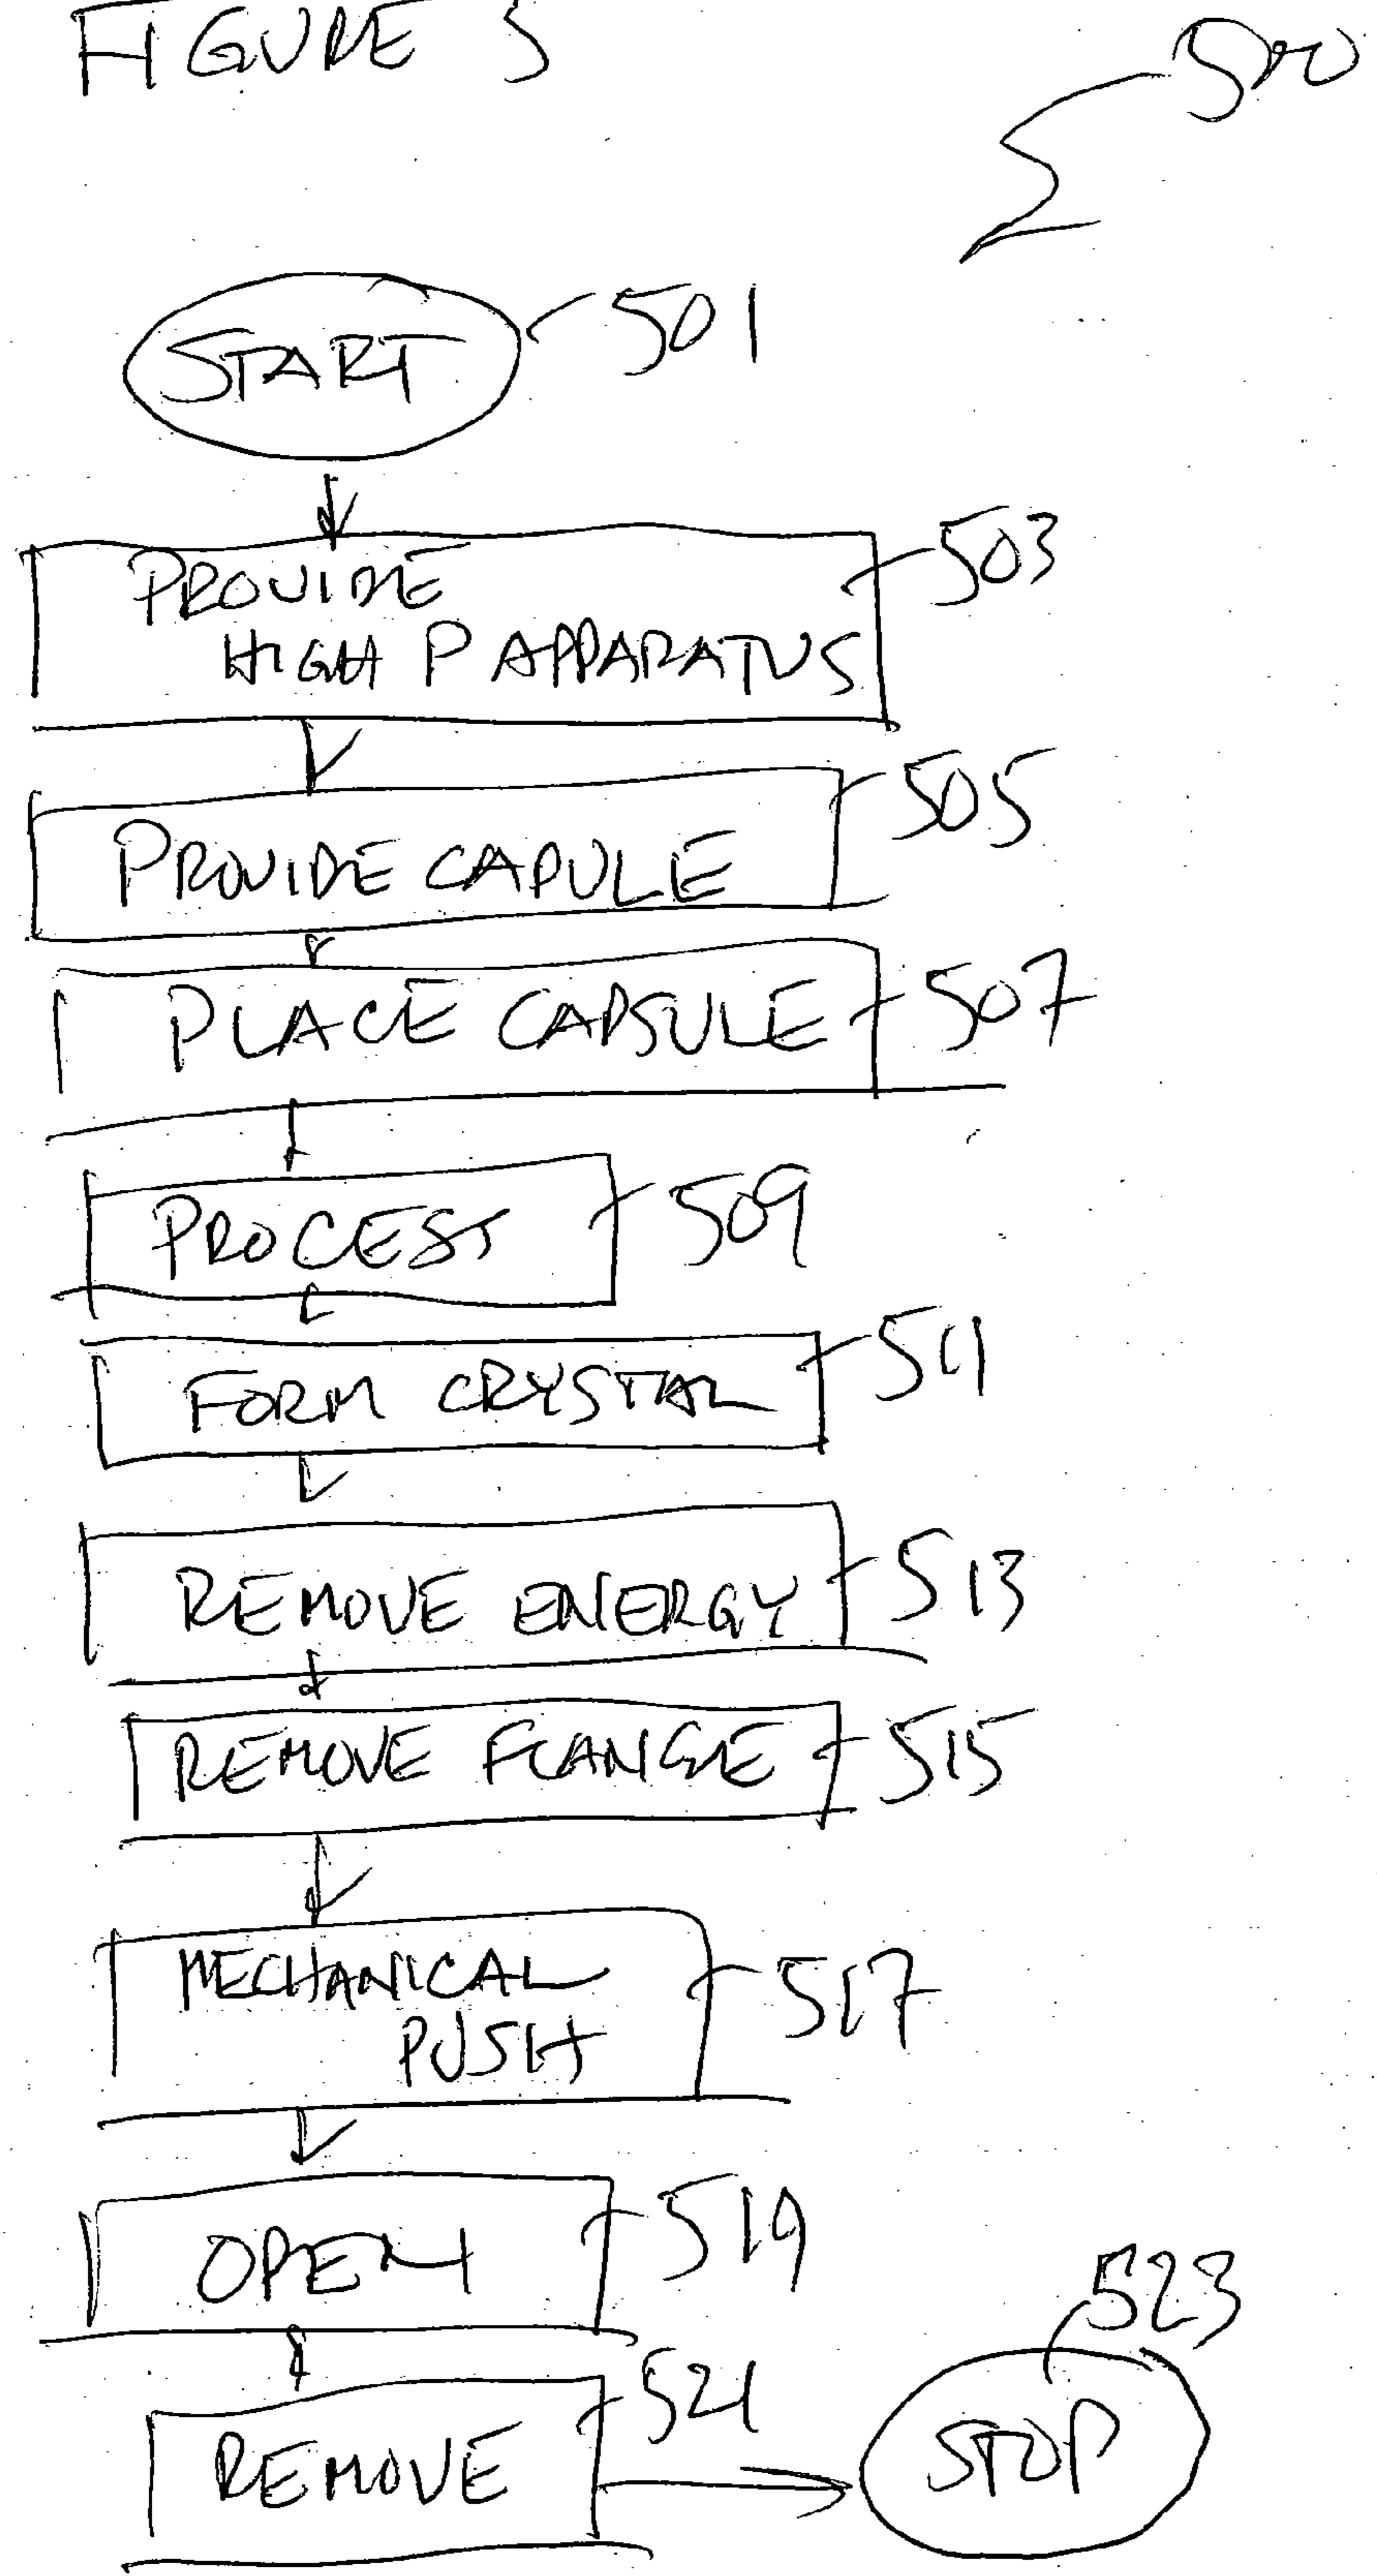 FIGURE 5
500
START
501
PROVIDE
HIGH P APPARATUS
503
PROVIDE CAPULE
505
PLACE CAPSULE
507
PROCESS
509
FORM CRYSTAL
511
REMOVE ENERGY
513
REMOVE FLANGE
515
MECHANICAL
PUSH
517
OPEN
519
REMOVE
521
STOP
523